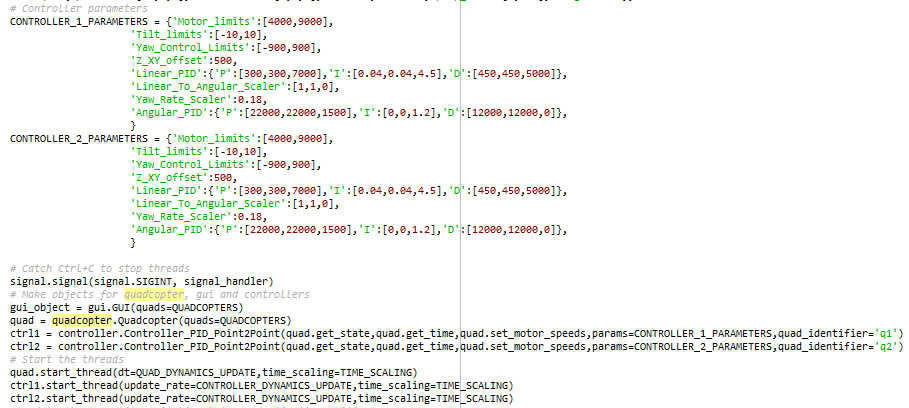 # Controller parameters
CONTROLLER_1_PARAMETERS = {'Motor_limits':[4000,9000],
'Tilt_limits':[-10,10],
'Yaw_Control_Limits':[-900,900],
'Z_XY_offset':500,
'Linear_PID':{'P':[300,300,7000],'I':[0.04,0.04,4.5],'D':[450,450,5000]},
'Linear_To_Angular_Scaler':[1,1,0],
'Yaw_Rate_Scaler':0.18,
'Angular_PID':{'P':[22000,22000,1500],'I':[0,0,1.2],'D':[12000,12000,0]},
}
CONTROLLER_2_PARAMETERS = {'Motor_limits':[4000,9000],
'Tilt_limits':[-10,10],
'Yaw_Control_Limits':[-900,900],
'Z_XY_offset':500,
'Linear_PID':{'P':[300,300,7000],'I':[0.04,0.04,4.5],'D':[450,450,5000]},
'Linear_To_Angular_Scaler':[1,1,0],
'Yaw_Rate_Scaler':0.18,
'Angular_PID':{'P':[22000,22000,1500],'I':[0,0,1.2],'D':[12000,12000,0]},
}
# Catch Ctrl+C to stop threads
signal.signal(signal.SIGINT, signal_handler)
# Make objects for quadcopter, gui and controllers
gui_object = gui.GUI(quads=QUADCOPTERS)
quad = quadcopter.Quadcopter(quads=QUADCOPTERS)
ctrl1 = controller.Controller_PID_Point2Point(quad.get_state,quad.get_time,quad.set_motor_speeds,params=CONTROLLER_1_PARAMETERS,quad_identifier='q1')
ctrl2 = controller.Controller_PID_Point2Point(quad.get_state,quad.get_time,quad.set_motor_speeds,params=CONTROLLER_2_PARAMETERS,quad_identifier='q2')
# Start the threads
quad.start_thread(dt=QUAD_DYNAMICS_UPDATE,time_scaling=TIME_SCALING)
ctrl1.start_thread(update_rate=CONTROLLER_DYNAMICS_UPDATE,time_scaling=TIME_SCALING)
ctrl2.start_thread(update_rate=CONTROLLER_DYNAMICS_UPDATE,time_scaling=TIME_SCALING)